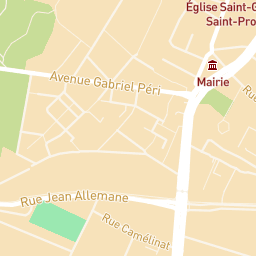 Église Saint-G
Saint-Pro
Mairie
Avenue Gabriel Péri
Rue Jean Allemane
Rue Camélinat